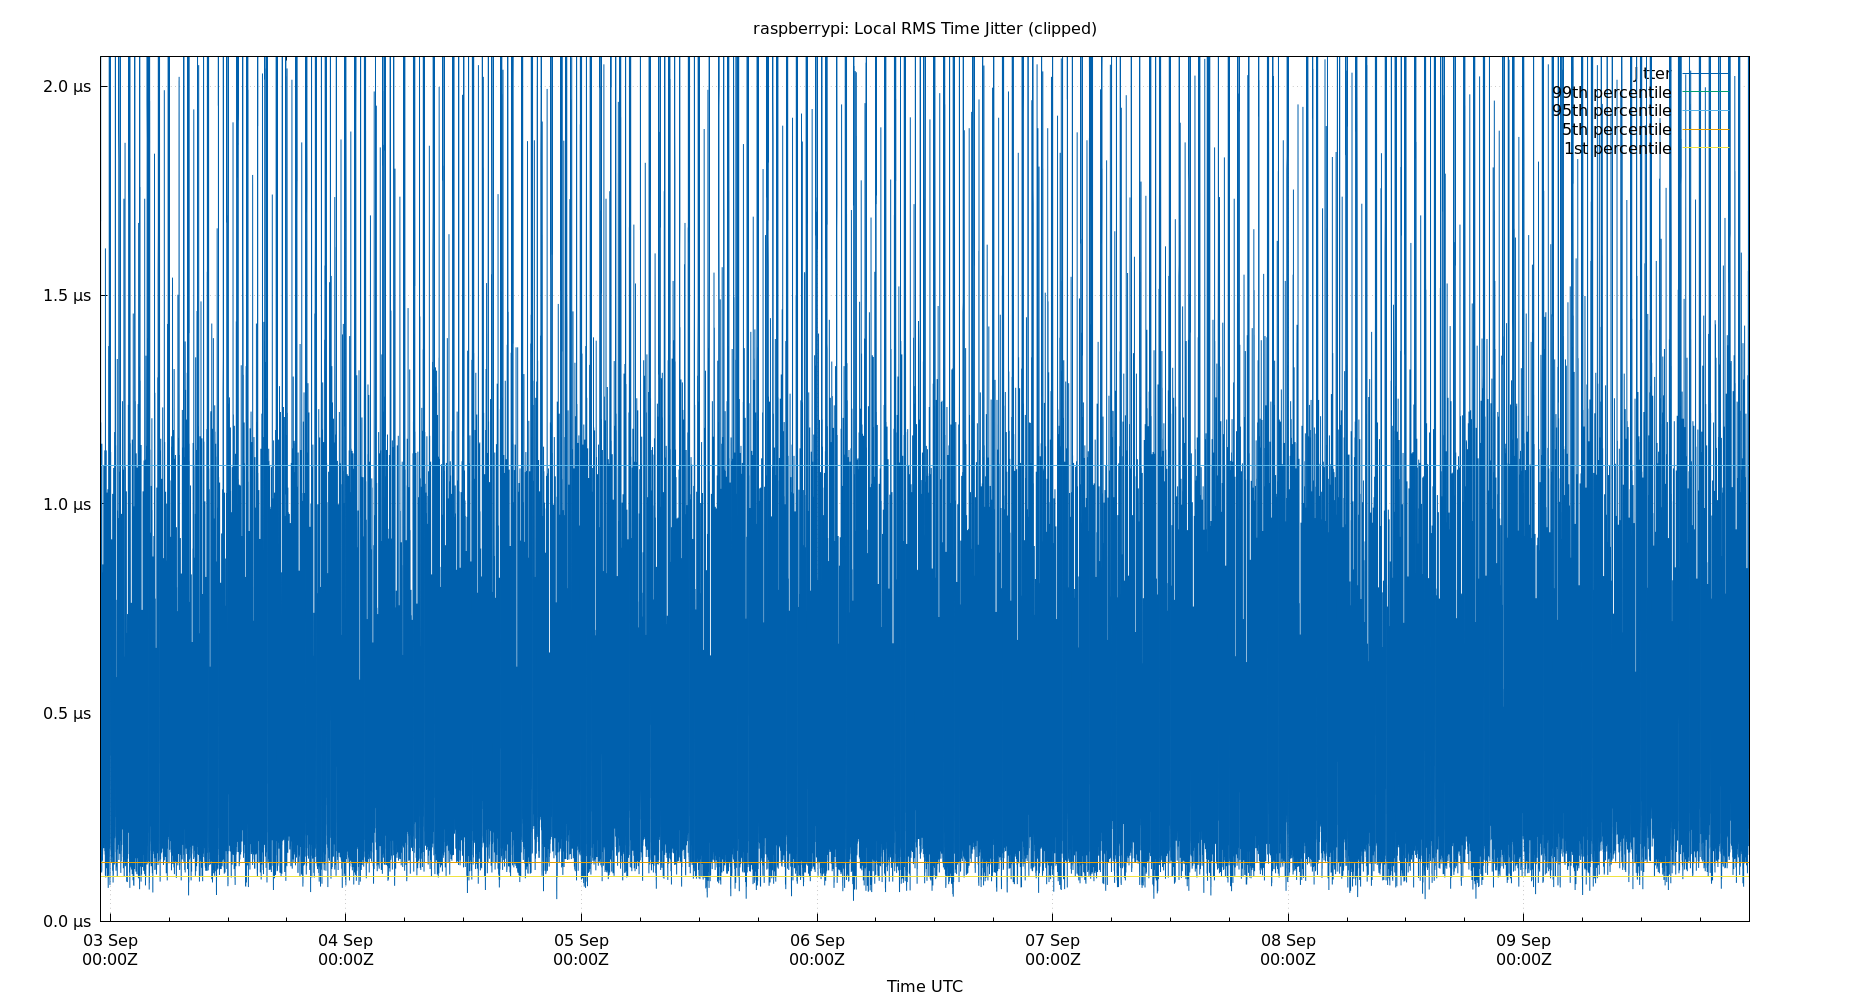 raspberrypi: Local RMS Time Jitter (clipped)
2.0 µs
1.5 µs
1.0 µs
0.5 µs
0.0 µs
jitter
99th percentile
95th percentile
5th percentile
1st percentile
03 Sep
00:00Z
04 Sep
00:00Z
05 Sep
00:00Z
06 Sep
00:00Z
07 Sep
00:00Z
08 Sep
00:00Z
09 Sep
00:00Z
Time UTC